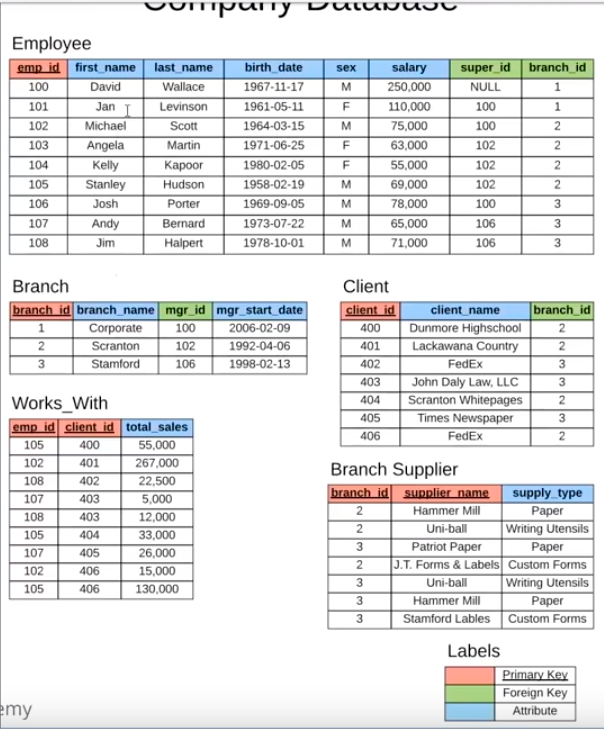 Company Database
Employee
emp_id first_name last_name birth_date sex salary super_id branch_id
100 David Wallace 1967-11-17 M 250,000 NULL 1
101 Jan Levinson 1961-05-11 F 110,000 100 1
102 Michael Scott 1964-03-15 M 75,000 100 2
103 Angela Martin 1971-06-25 F 63,000 102 2
104 Kelly Kapoor 1980-02-05 F 55,000 102 2
105 Stanley Hudson 1958-02-19 M 69,000 102 2
106 Josh Porter 1969-09-05 M 78,000 100 3
107 Andy Bernard 1973-07-22 M 65,000 106 3
108 Jim Halpert 1978-10-01 M 71,000 106 3
Branch
branch_id branch_name mgr_id mgr_start_date
1 Corporate 100 2006-02-09
2 Scranton 102 1992-04-06
3 Stamford 106 1998-02-13
Client
client_id client_name branch_id
400 Dunmore Highschool 2
401 Lackawana Country 2
402 FedEx 3
403 John Daly Law, LLC 3
404 Scranton Whitepages 2
405 Times Newspaper 3
406 FedEx 2
Works_With
emp_id client_id total_sales
105 400 55,000
102 401 267,000
108 402 22,500
107 403 5,000
108 403 12,000
105 404 33,000
107 405 26,000
102 406 15,000
105 406 130,000
Branch Supplier
branch_id supplier_name supply_type
2 Hammer Mill Paper
2 Uni-ball Writing Utensils
3 Patriot Paper Paper
2 J.T. Forms & Labels Custom Forms
3 Uni-ball Writing Utensils
3 Hammer Mill Paper
3 Stamford Lables Custom Forms
Labels
Primary Key
Foreign Key
Attribute
emy